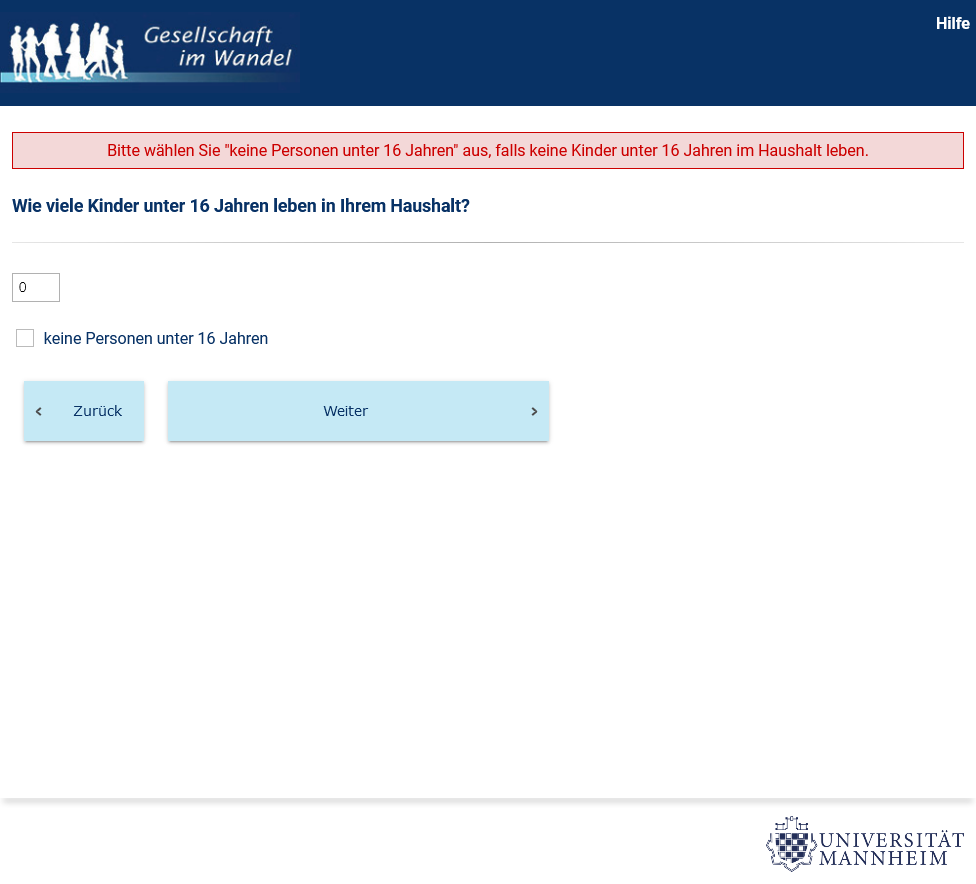 Gesellschaft
im Wandel
Hilfe
Bitte wählen Sie "keine Personen unter 16 Jahren" aus, falls keine Kinder unter 16 Jahren im Haushalt leben.
Wie viele Kinder unter 16 Jahren leben in Ihrem Haushalt?
0
keine Personen unter 16 Jahren
Zurück
Weiter
UNIVERSITÄT
MANNHEIM